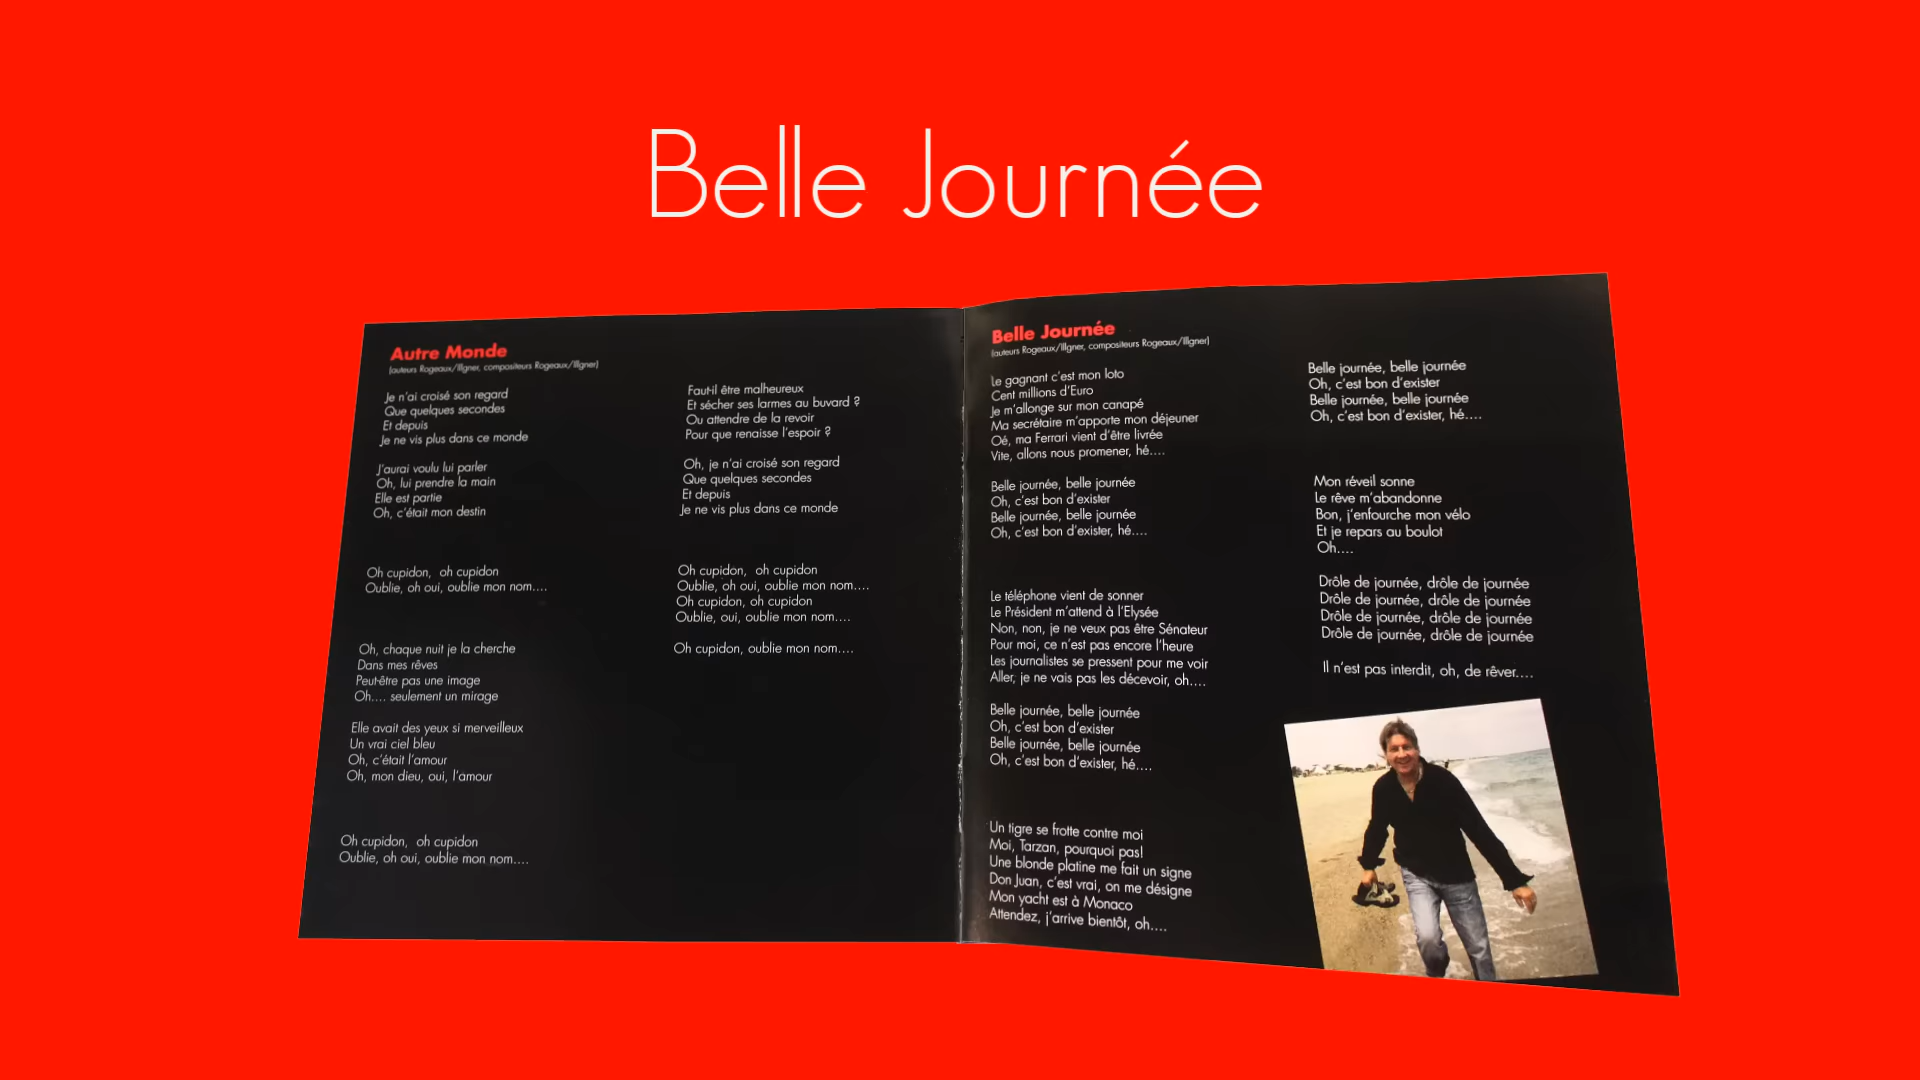 Belle Journée
Autre Monde
(auteurs Rogeaux/Illgner, compositeurs Rogeaux/Illgner)
Je n'ai croisé son regard
Que quelques secondes
Et depuis
Je ne vis plus dans ce monde
J'aurai voulu lui parler
Oh, lui prendre la main
Elle est partie
Oh, c'était mon destin
Oh cupidon, oh cupidon
Oublie, oh oui, oublie mon nom....
Oh, chaque nuit je la cherche
Dans mes rêves
Peut-être pas une image
Oh.... seulement un mirage
Elle avait des yeux si merveilleux
Un vrai ciel bleu
Oh, c'était l'amour
Oh, mon dieu, oui, l'amour
Oh cupidon, oh cupidon
Oublie, oh oui, oublie mon nom....
Faut-il être malheureux
Et sécher ses larmes au buvard ?
Ou attendre de la revoir
Pour que renaisse l'espoir ?
Oh, je n'ai croisé son regard
Que quelques secondes
Et depuis
Je ne vis plus dans ce monde
Oh cupidon, oh cupidon
Oublie, oh oui, oublie mon nom....
Oh cupidon, oh cupidon
Oublie, oui, oublie mon nom....
Oh cupidon, oublie mon nom....
Belle Journée
(auteurs Rogeaux/Illgner, compositeurs Rogeaux/Illgner)
Le gagnant c'est mon loto
Cent millions d'Euro
Je m'allonge sur mon canapé
Ma secrétaire m'apporte mon déjeuner
Oé, ma Ferrari vient d'être livrée
Vite, allons nous promener, hé....
Belle journée, belle journée
Oh, c'est bon d'exister
Belle journée, belle journée
Oh, c'est bon d'exister, hé....
Le téléphone vient de sonner
Le Président m'attend à l'Elysée
Non, non, je ne veux pas être Sénateur
Pour moi, ce n'est pas encore l'heure
Les journalistes se pressent pour me voir
Aller, je ne vais pas les décevoir, oh....
Belle journée, belle journée
Oh, c'est bon d'exister
Belle journée, belle journée
Oh, c'est bon d'exister, hé....
Un tigre se frotte contre moi
Moi, Tarzan, pourquoi pas!
Une blonde platine me fait un signe
Don Juan, c'est vrai, on me désigne
Mon yacht est à Monaco
Attendez, j'arrive bientôt, oh....
Belle journée, belle journée
Oh, c'est bon d'exister
Belle journée, belle journée
Oh, c'est bon d'exister, hé....
Mon réveil sonne
Le rêve m'abandonne
Bon, j'enfourche mon vélo
Et je repars au boulot
Oh....
Drôle de journée, drôle de journée
Drôle de journée, drôle de journée
Drôle de journée, drôle de journée
Drôle de journée, drôle de journée
Il n'est pas interdit, oh, de rêver....